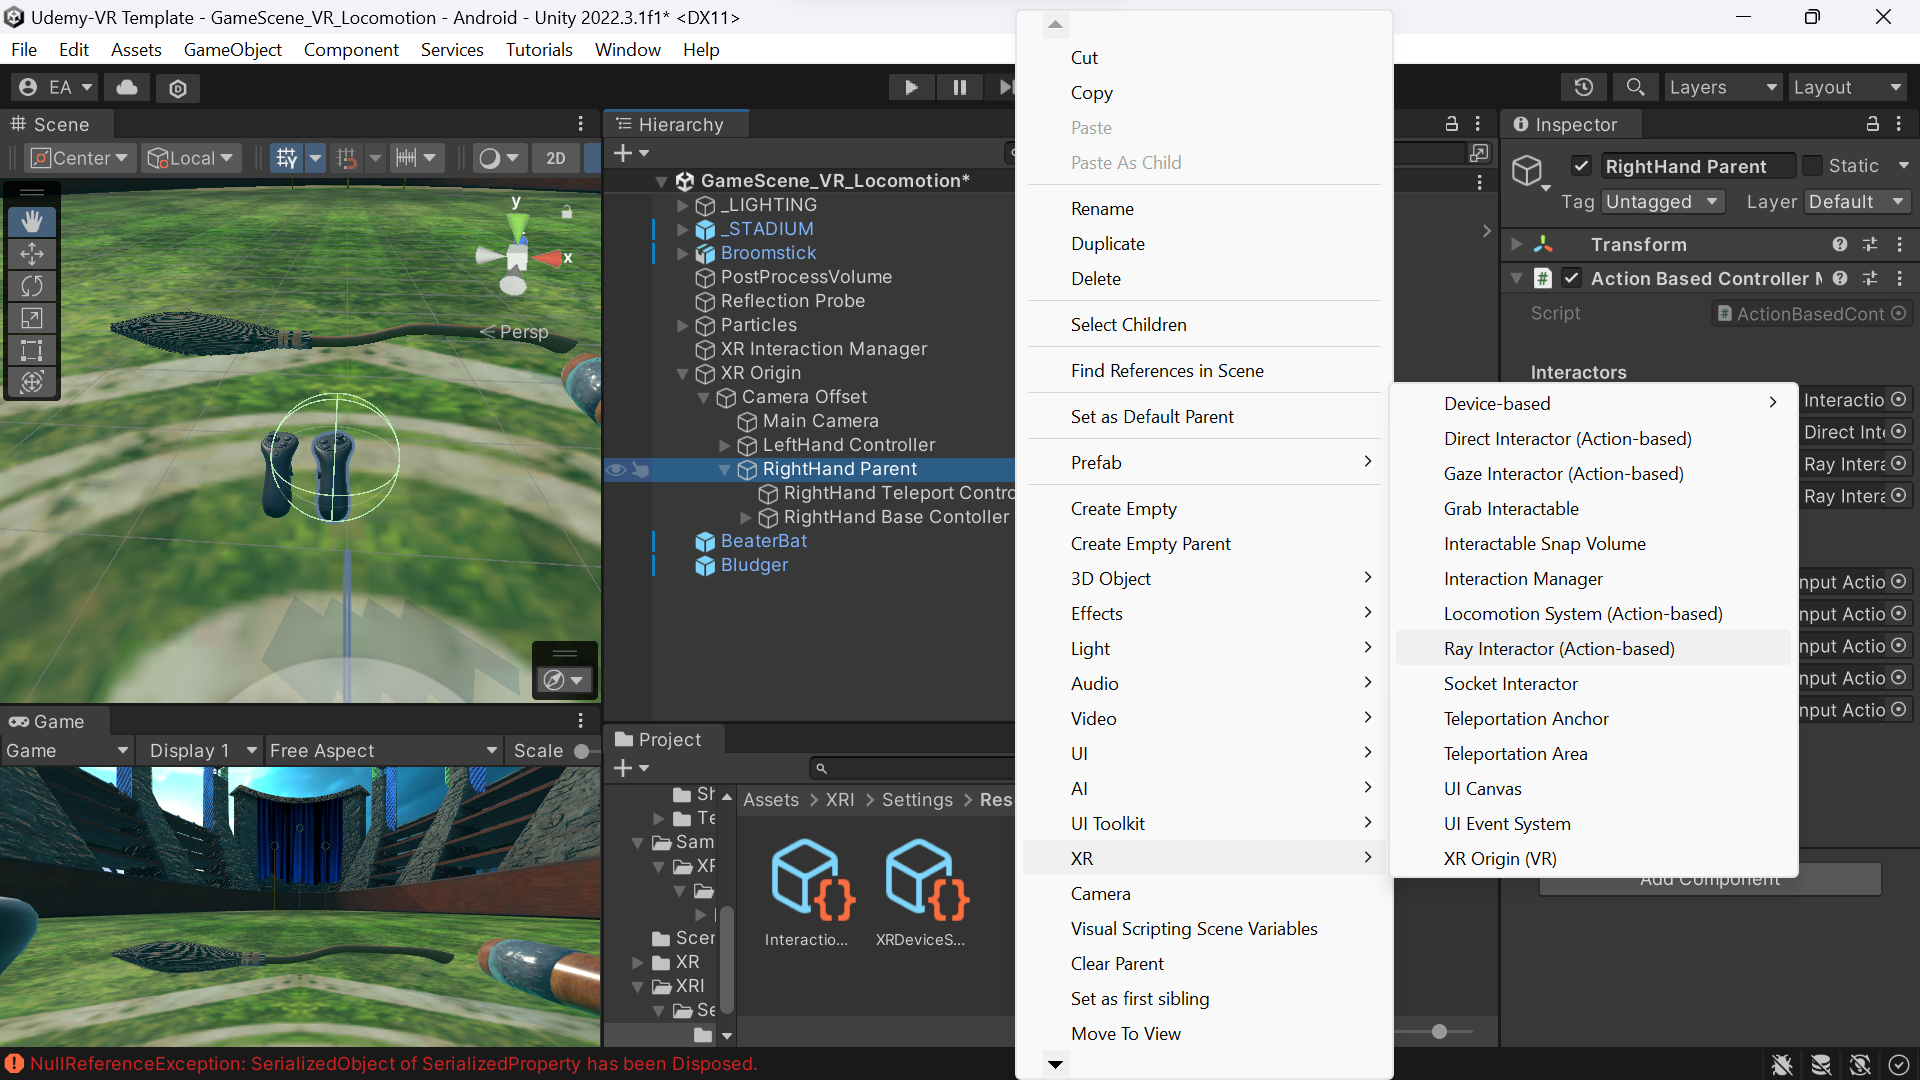 Udemy-VR Template - GameScene_VR_Locomotion - Android - Unity 2022.3.1f1* <DX11>
File Edit Assets GameObject Component Services Tutorials Window Help
EA
Layers Layout
Scene
Center Local 2D
y
x
Persp
Hierarchy
GameScene_VR_Locomotion*
_LIGHTING
_STADIUM
Broomstick
PostProcessVolume
Reflection Probe
Particles
XR Interaction Manager
XR Origin
Camera Offset
Main Camera
LeftHand Controller
RightHand Parent
RightHand Teleport Contro
RightHand Base Contoller
BeaterBat
Bludger
Cut
Copy
Paste
Paste As Child
Rename
Duplicate
Delete
Select Children
Find References in Scene
Set as Default Parent
Prefab
Create Empty
Create Empty Parent
3D Object
Effects
Light
Audio
Video
UI
AI
UI Toolkit
XR
Camera
Visual Scripting Scene Variables
Clear Parent
Set as first sibling
Move To View
Device-based
Direct Interactor (Action-based)
Gaze Interactor (Action-based)
Grab Interactable
Interactable Snap Volume
Interaction Manager
Locomotion System (Action-based)
Ray Interactor (Action-based)
Socket Interactor
Teleportation Anchor
Teleportation Area
UI Canvas
UI Event System
XR Origin (VR)
Inspector
RightHand Parent Static
Tag Untagged Layer Default
Transform
Action Based Controller M
Script ActionBasedCont
Interactors
Interactio
Direct Inte
Ray Intera
Ray Intera
nput Actio
nput Actio
nput Actio
nput Actio
nput Actio
Add Component
Game
Game Display 1 Free Aspect Scale
Project
Assets > XRI > Settings > Res
Sh
Te
Sam
XF
Scer
XR
XRI
Se
Interactio...
XRDeviceS...
NullReferenceException: SerializedObject of SerializedProperty has been Disposed.